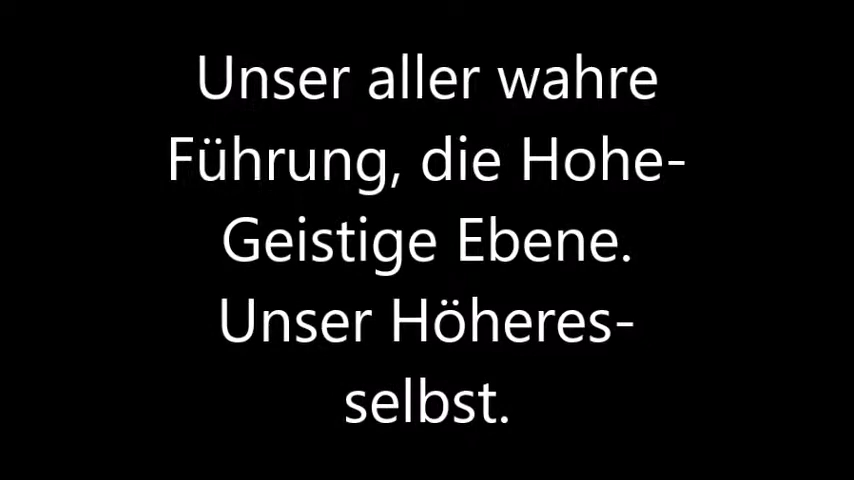 Unser aller wahre
Führung, die Hohe-
Geistige Ebene.
Unser Höheres-
selbst.